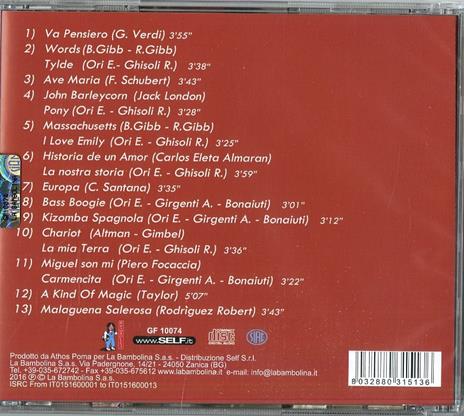 1) Va Pensiero (G. Verdi) 3'55"
2) Words (B.Gibb - R.Gibb)
Tylde (Ori E.- Ghisoli R.) 3'38"
3) Ave Maria (F. Schubert) 3'43"
4) John Barleycorn (Jack London)
Pony (Ori E. - Ghisoli R.) 3'28"
5) Massachusetts (B.Gibb - R.Gibb)
I Love Emily (Ori E. - Ghisoli R.) 3'25"
6) Historia de un Amor (Carlos Eleta Almaran)
La nostra storia (Ori E. - Ghisoli R.) 3'59"
7) Europa (C. Santana) 3'35"
8) Bass Boogie (Ori E. - Girgenti A. - Bonaiuti) 3'01"
9) Kizomba Spagnola (Ori E. - Girgenti A. - Bonaiuti) 3'12"
10) Chariot (Altman - Gimbel)
La mia Terra (Ori E. - Ghisoli R.) 3'36"
11) Miguel son mi (Piero Focaccia)
Carmencita (Ori E. - Girgenti A. - Bonaiuti) 3'22"
12) A Kind Of Magic (Taylor) 5'07"
13) Malaguena Salerosa (Rodrìguez Robert) 3'43"
GF 10074
www.SELF.it
SIAE
Prodotto da Athos Poma per La Bambolina S.a.s. - Distribuzione Self S.r.l.
La Bambolina S.a.s. Via Padergnone, 14/21 - 24050 Zanica (BG)
Tel. +39-035-672742 - Fax +39-035-675612 www.labambolina.it e-mail: info@labambolina.it
2016 Ⓟ © La Bambolina S.a.s.
ISRC From IT0151600001 to IT0151600013
8 032880 315136